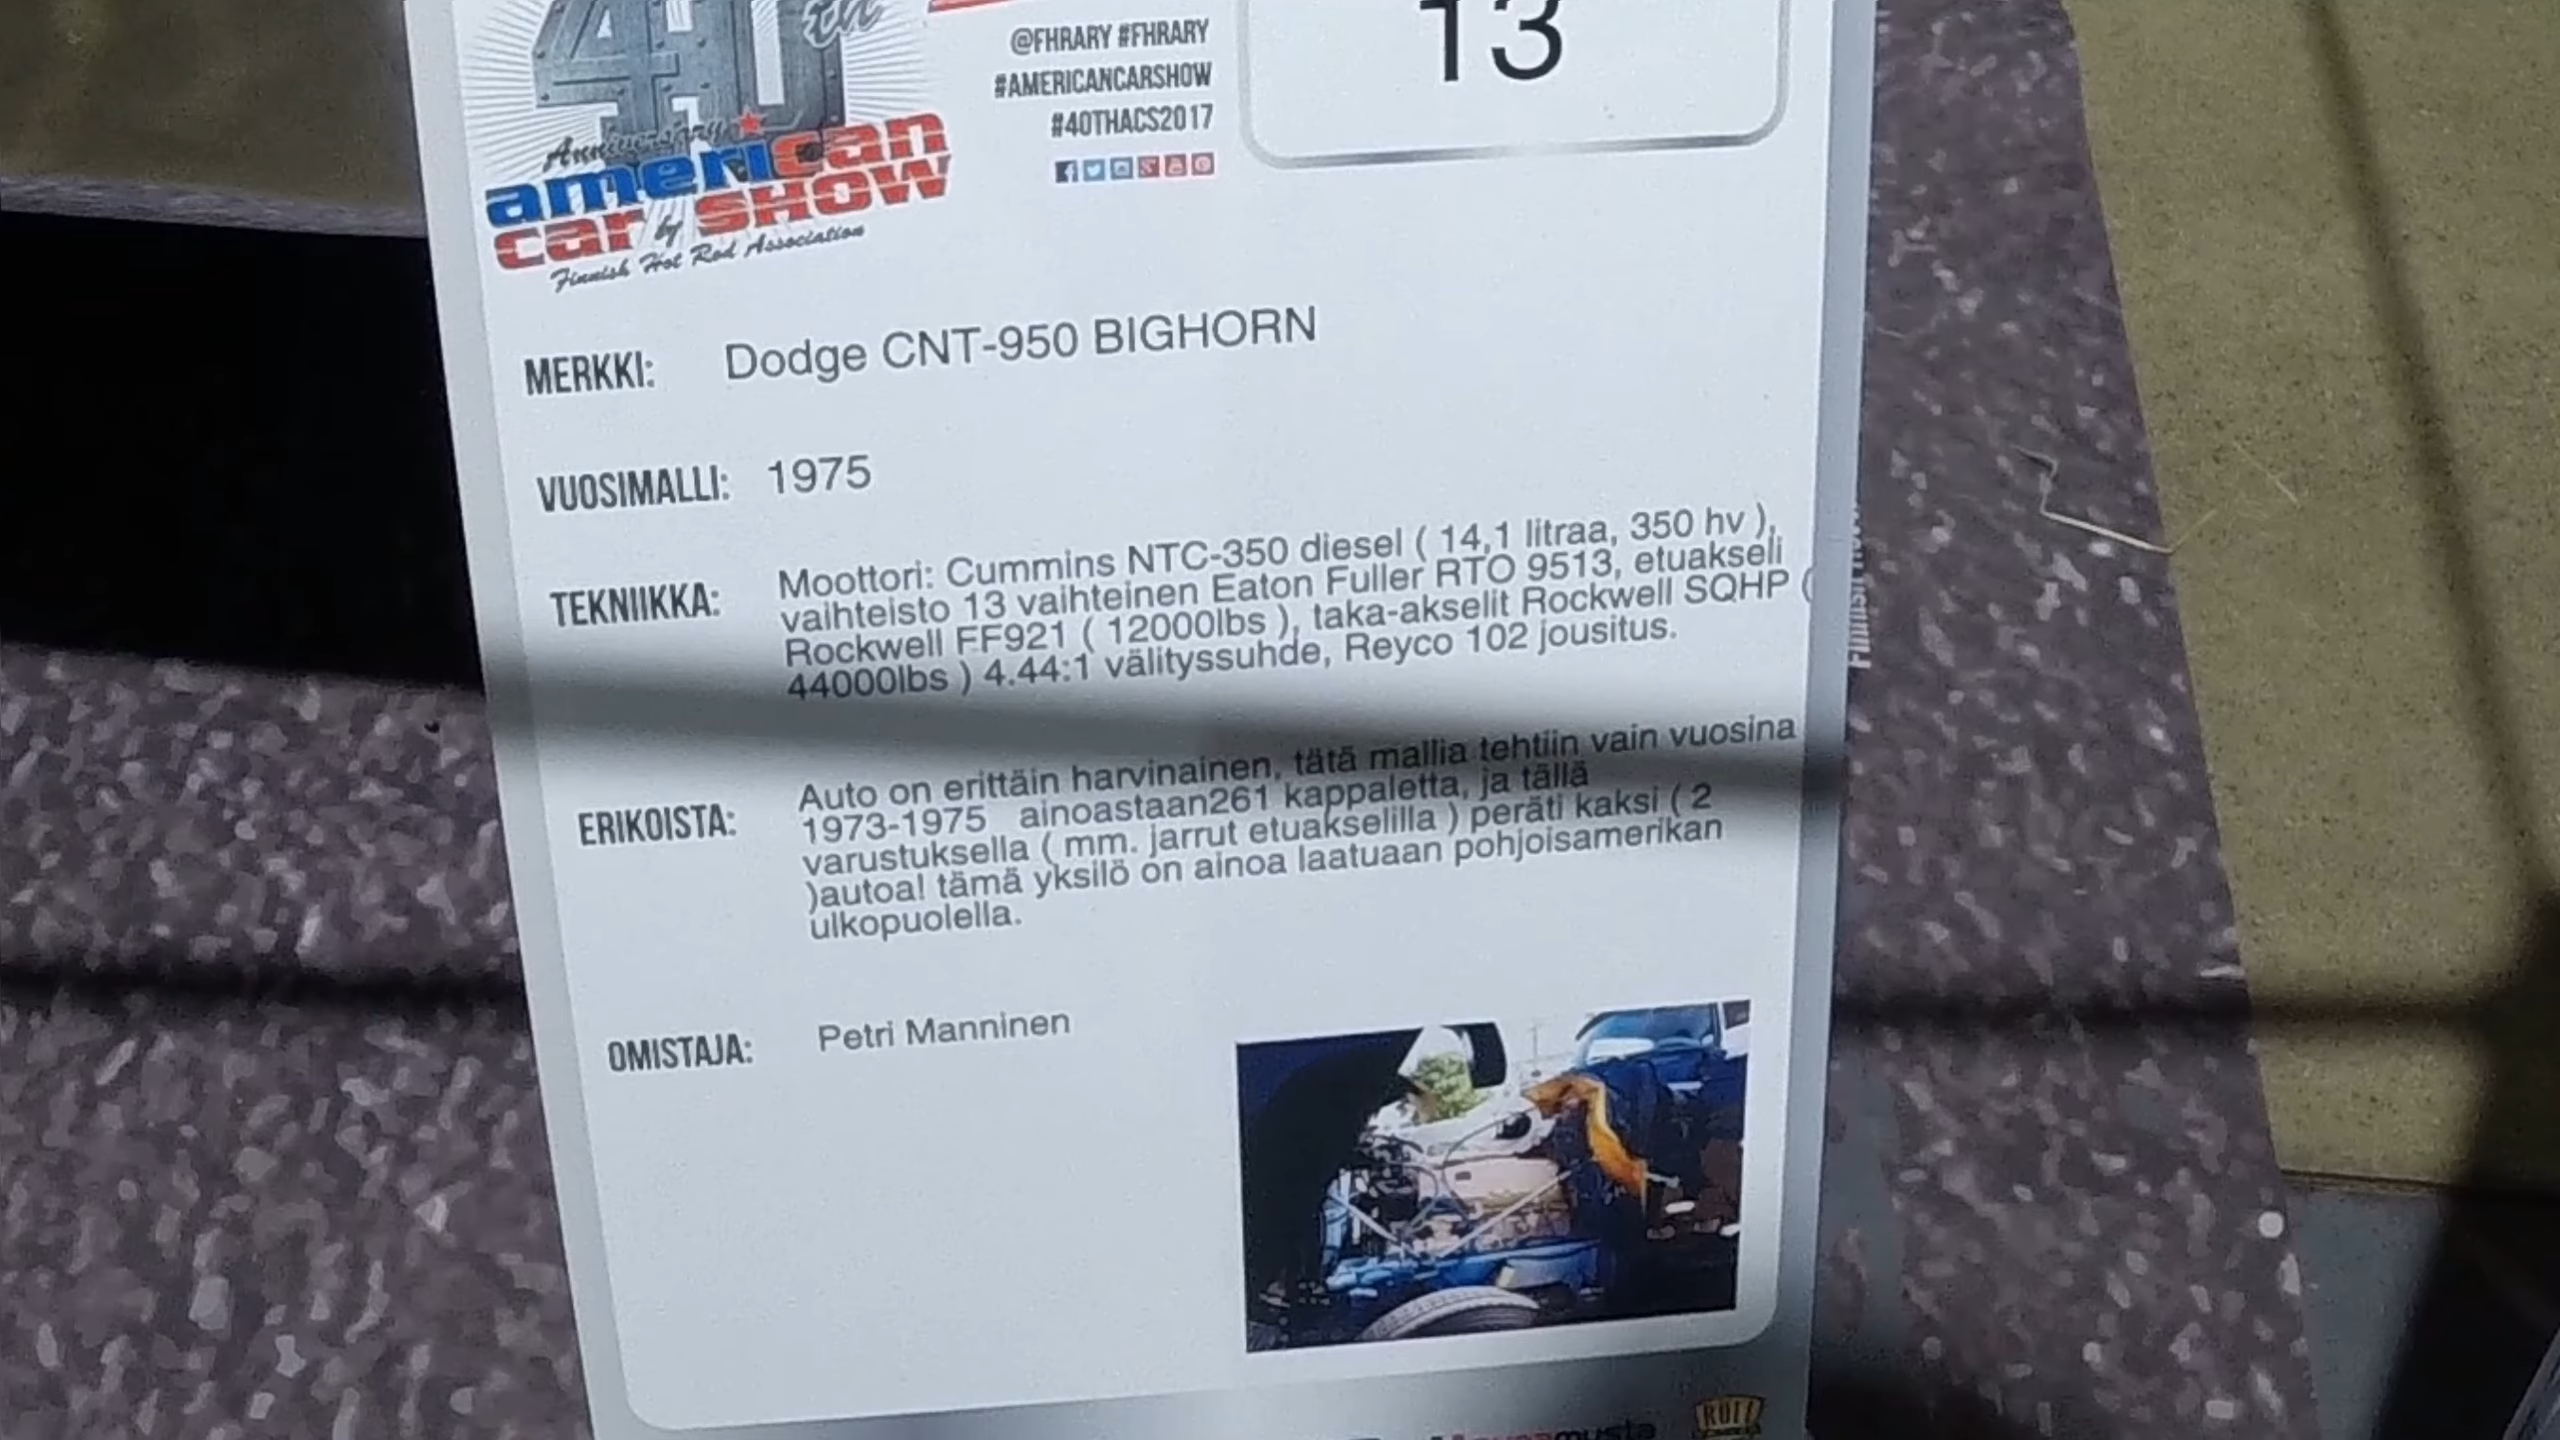 40th
Anniversary
american
car by SHOW
Finnish Hot Rod Association
@FHRARY #FHRARY
#AMERICANCARSHOW
#40THACS2017
13
MERKKI: Dodge CNT-950 BIGHORN
VUOSIMALLI: 1975
TEKNIIKKA: Moottori: Cummins NTC-350 diesel ( 14,1 litraa, 350 hv ),
vaihteisto 13 vaihteinen Eaton Fuller RTO 9513, etuakseli
Rockwell FF921 ( 12000lbs ), taka-akselit Rockwell SQHP (
44000lbs ) 4.44:1 välityssuhde, Reyco 102 jousitus.
ERIKOISTA: Auto on erittäin harvinainen, tätä mallia tehtiin vain vuosina
1973-1975 ainoastaan261 kappaletta, ja tällä
varustuksella ( mm. jarrut etuakselilla ) peräti kaksi ( 2
)autoa! tämä yksilö on ainoa laatuaan pohjoisamerikan
ulkopuolella.
OMISTAJA: Petri Manninen